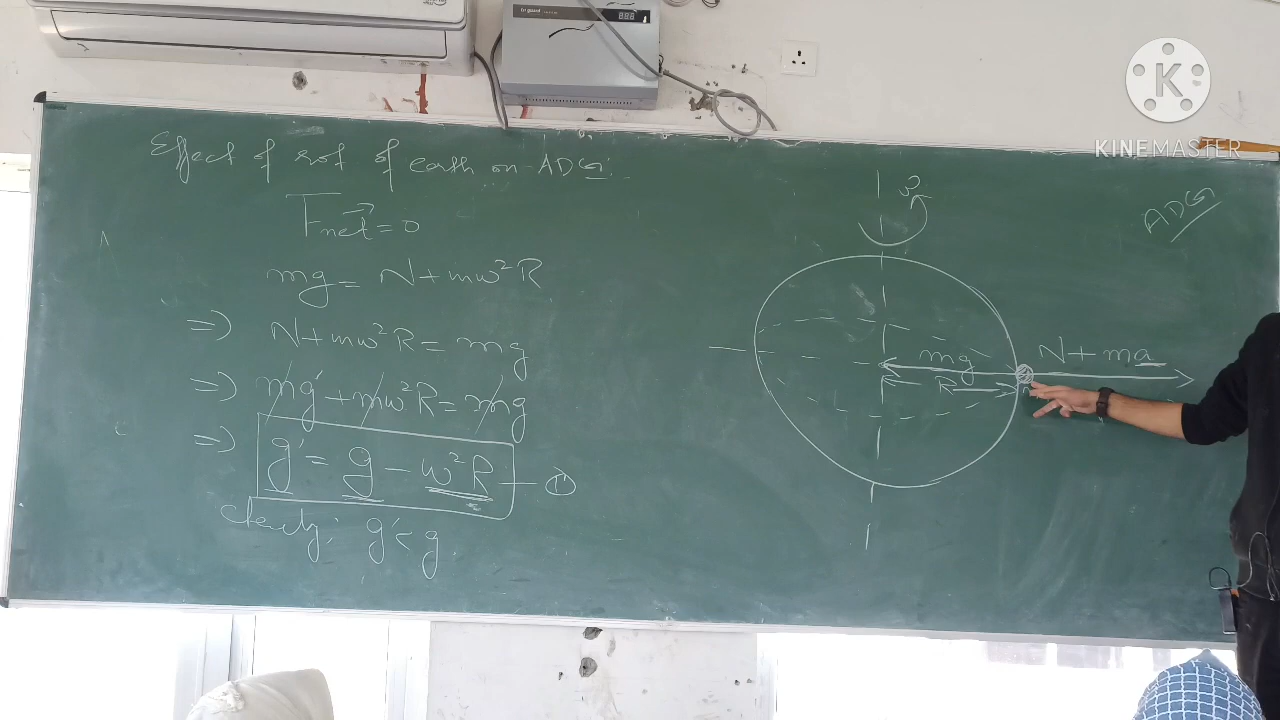 Effect of rot of earth on ADG:
F⃗net = 0
mg = N + mω²R
=> N + mω²R = mg
=> mg' + mω²R = mg
=> g' = g - ω²R - ①
clearly: g' < g
ω
ADG
mg
N + ma
R
K
KINEMASTER